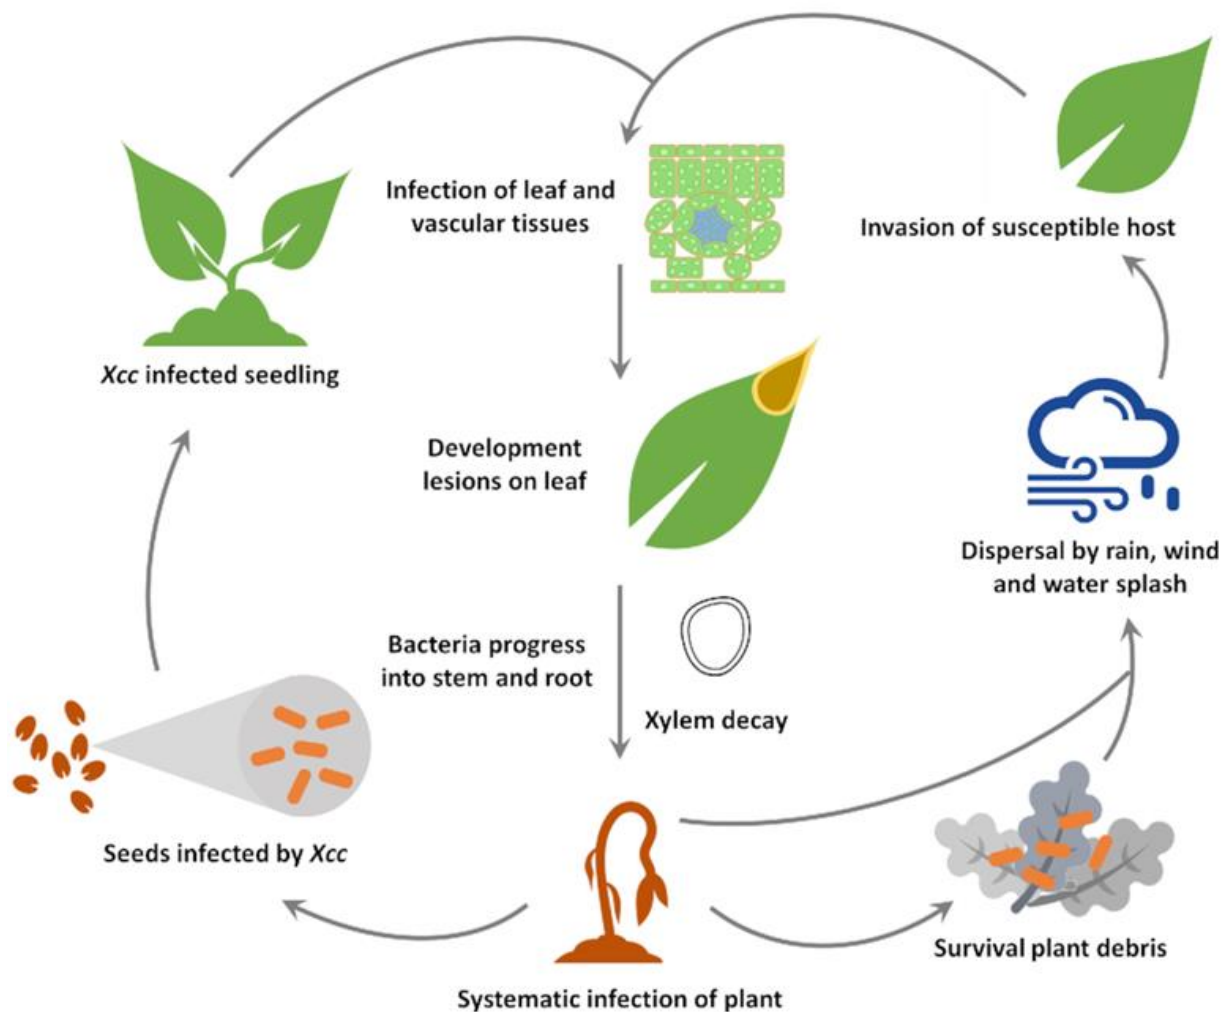 Infection of leaf and
vascular tissues
Invasion of susceptible host
Xcc infected seedling
Development
lesions on leaf
Dispersal by rain, wind
and water splash
Bacteria progress
into stem and root
Xylem decay
Seeds infected by Xcc
Survival plant debris
Systematic infection of plant